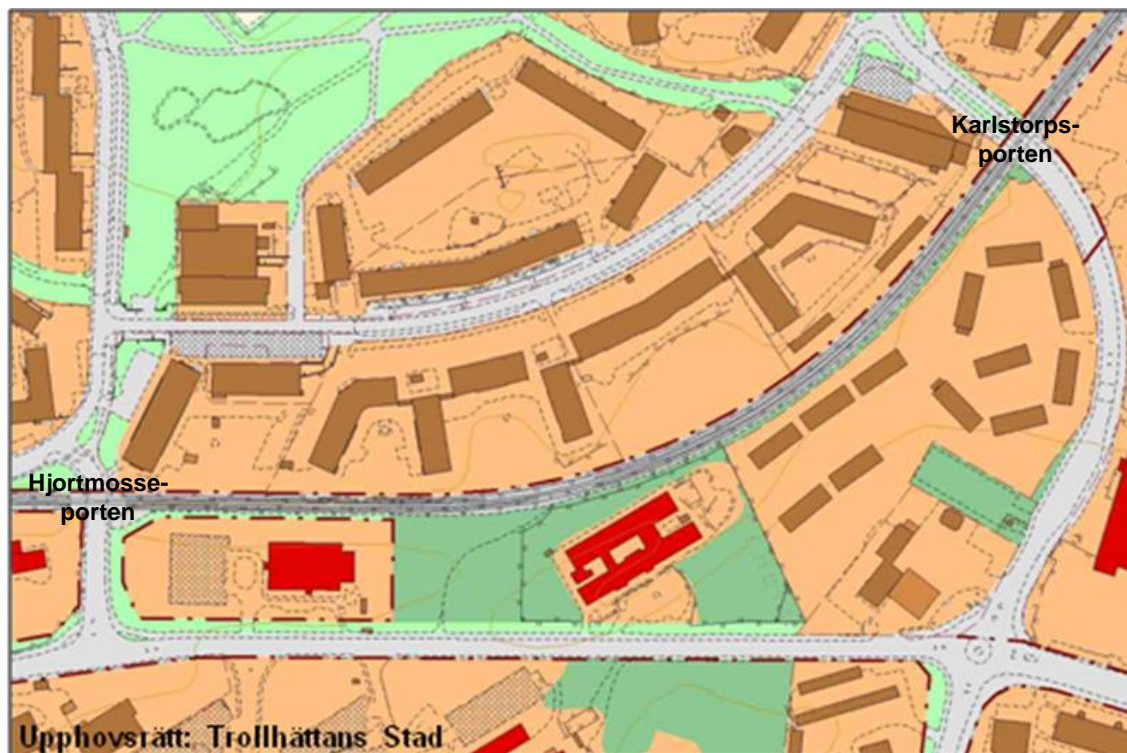 Karlstorps-
porten
Hjortmosse-
porten
Upphovsrätt: Trollhättans Stad